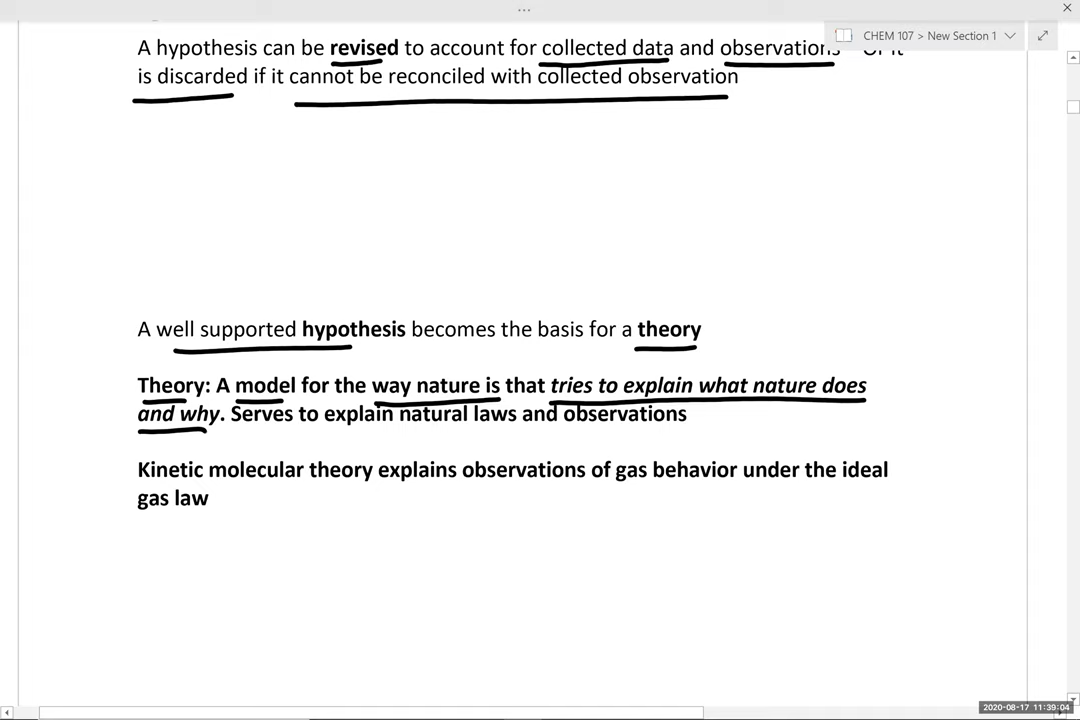 CHEM 107 > New Section 1
A hypothesis can be revised to account for collected data and observations
is discarded if it cannot be reconciled with collected observation
A well supported hypothesis becomes the basis for a theory
Theory: A model for the way nature is that tries to explain what nature does
and why. Serves to explain natural laws and observations
Kinetic molecular theory explains observations of gas behavior under the ideal
gas law
2020-08-17 11:39:04